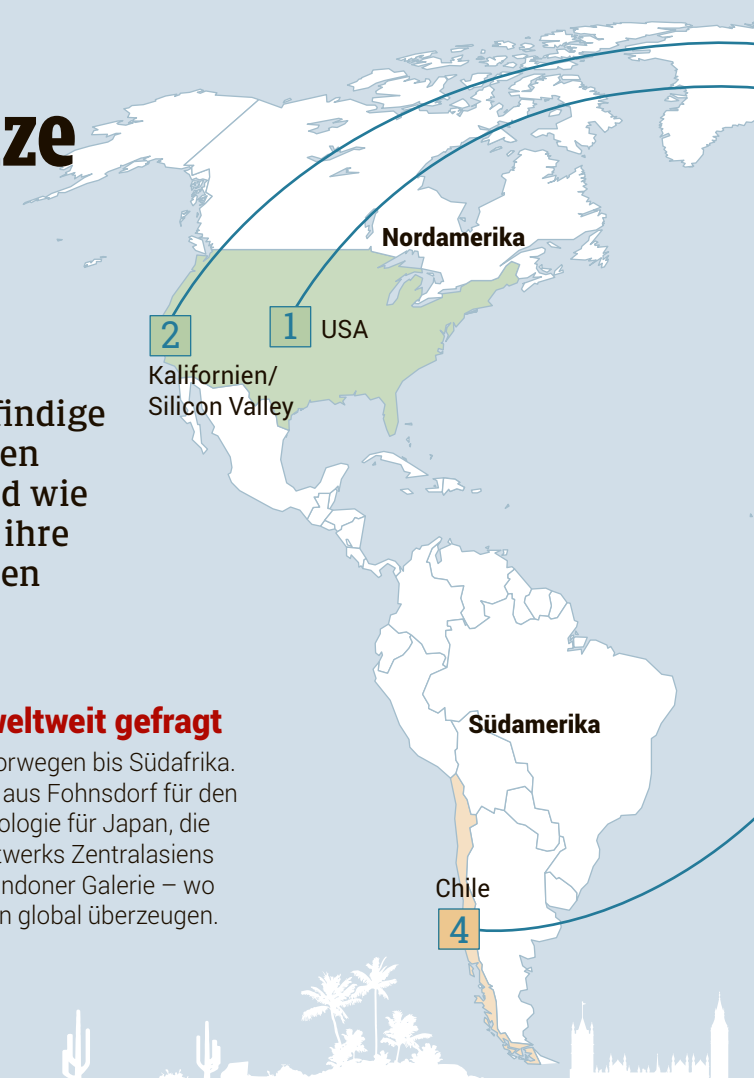 ze
Nordamerika
2
1 USA
Kalifornien/
Silicon Valley
findige
en
d wie
ihre
en
weltweit gefragt
Südamerika
orwegen bis Südafrika.
aus Fohnsdorf für den
ologie für Japan, die
twerks Zentralasiens
ndoner Galerie – wo
n global überzeugen.
Chile
4